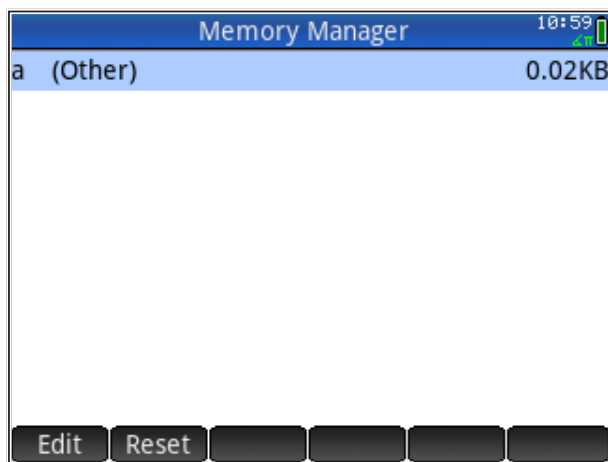 Memory Manager 10:59
∡π
a (Other) 0.02KB
Edit Reset